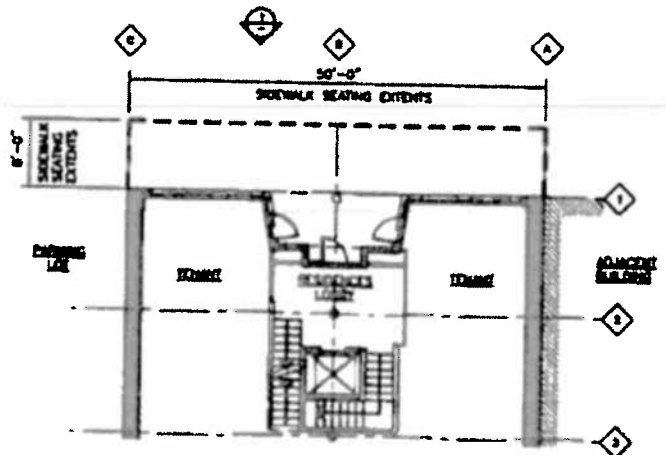 C
B
A
50'-0"
SIDEWALK SEATING EXTENTS
8'-0"
SIDEWALK
SEATING
EXTENTS
1
PARKING
LOT
TENANT
RESIDENCES
LOBBY
TENANT
ADJACENT
BUILDING
2
3